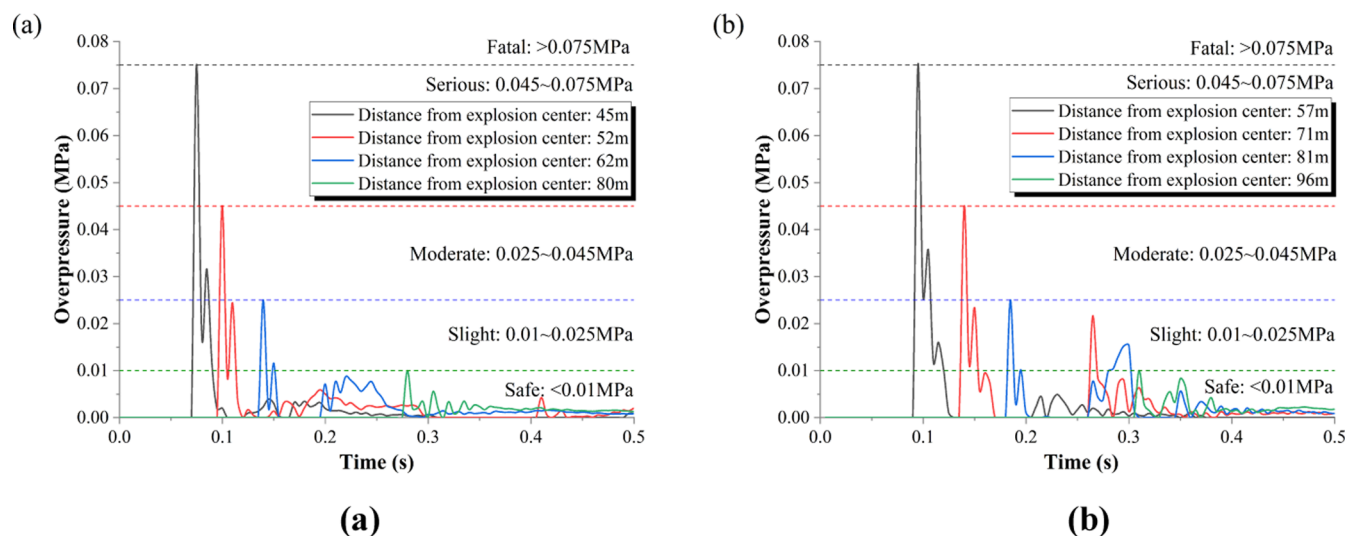 (a)
Overpressure (MPa)
0.08
0.07
0.06
0.05
0.04
0.03
0.02
0.01
0.00
Fatal: >0.075MPa
Serious: 0.045~0.075MPa
Distance from explosion center: 45m
Distance from explosion center: 52m
Distance from explosion center: 62m
Distance from explosion center: 80m
Moderate: 0.025~0.045MPa
Slight: 0.01~0.025MPa
Safe: <0.01MPa
0.0 0.1 0.2 0.3 0.4 0.5
Time (s)
(a)
(b)
Overpressure (MPa)
0.08
0.07
0.06
0.05
0.04
0.03
0.02
0.01
0.00
Fatal: >0.075MPa
Serious: 0.045~0.075MPa
Distance from explosion center: 57m
Distance from explosion center: 71m
Distance from explosion center: 81m
Distance from explosion center: 96m
Moderate: 0.025~0.045MPa
Slight: 0.01~0.025MPa
Safe: <0.01MPa
0.0 0.1 0.2 0.3 0.4 0.5
Time (s)
(b)